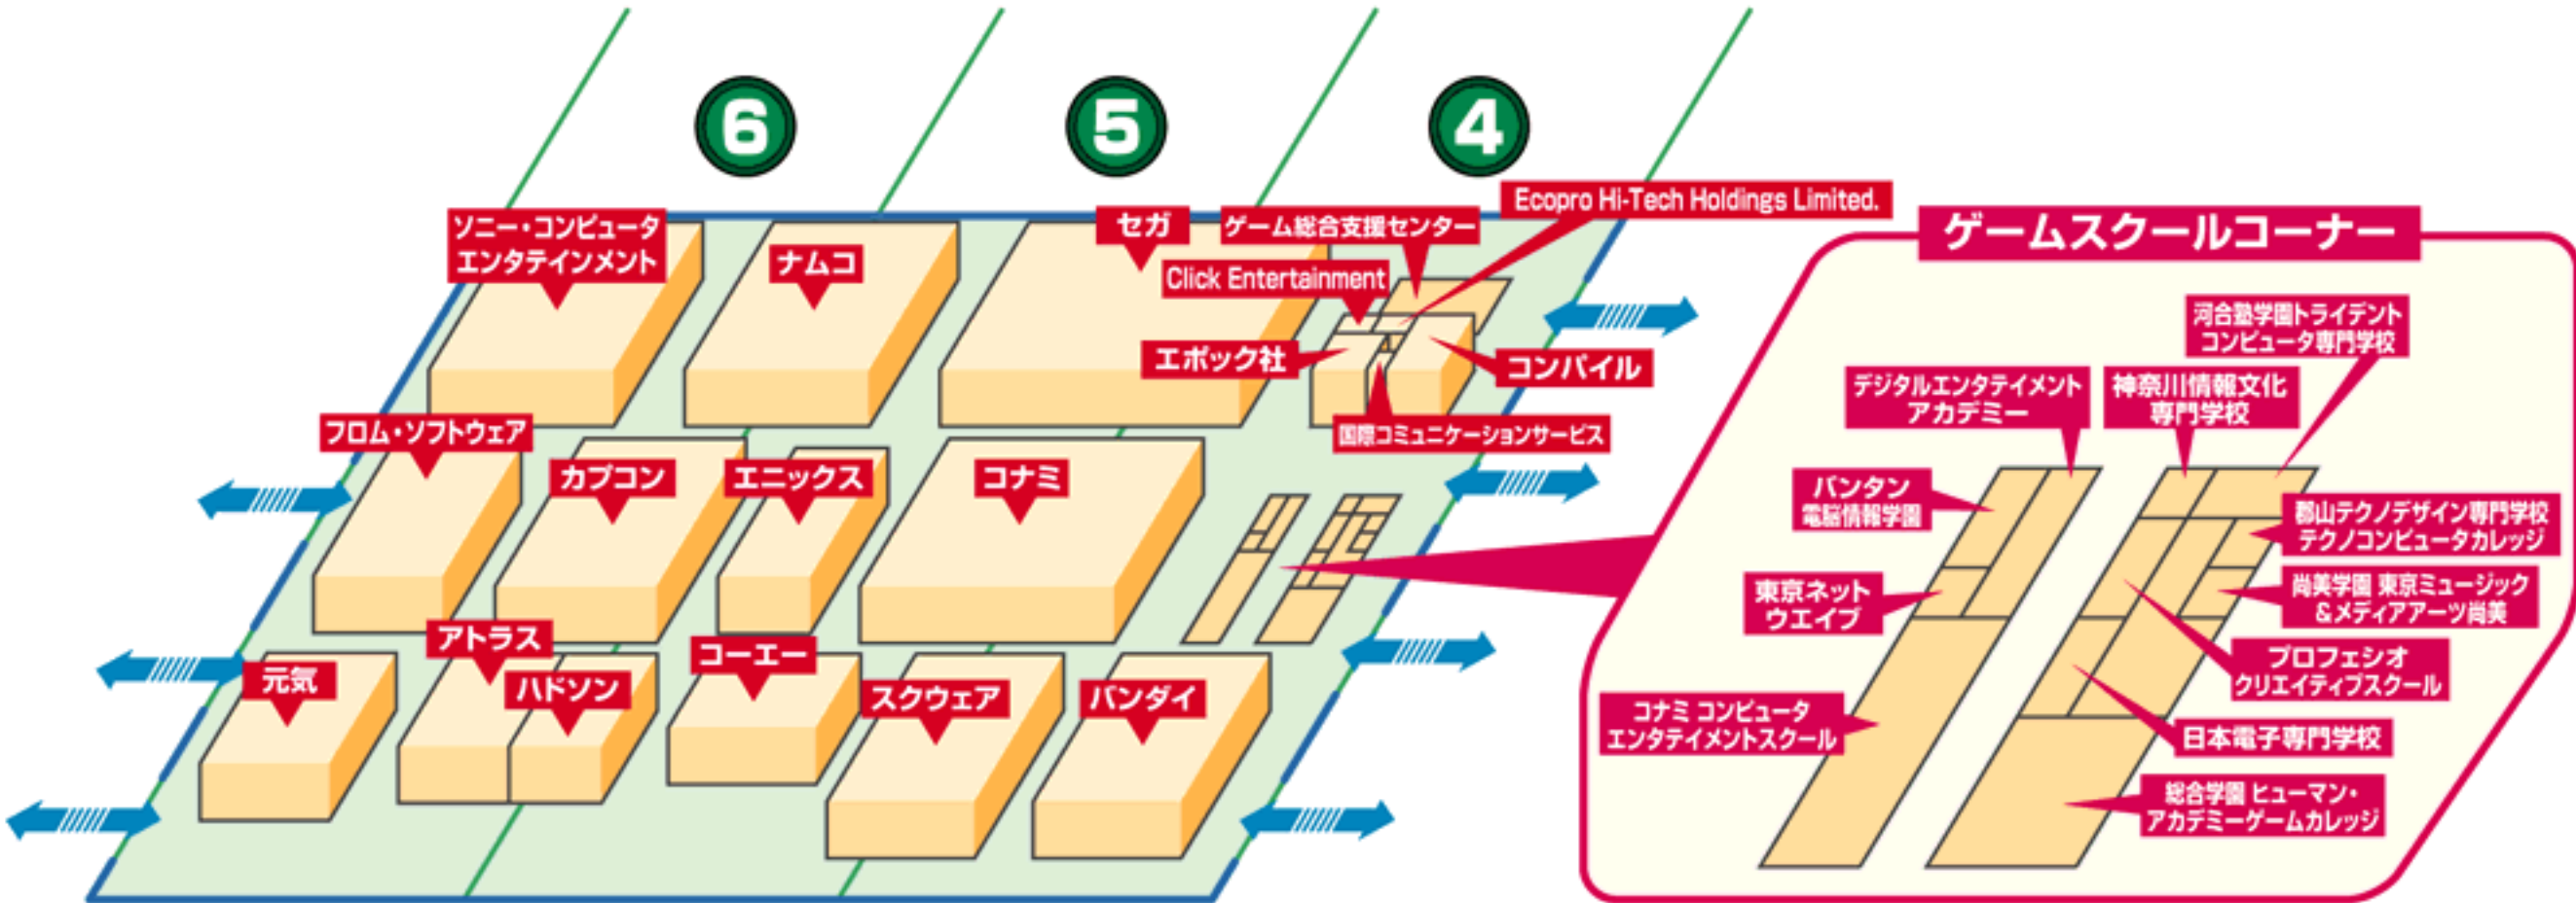 6
5
4
Ecopro Hi-Tech Holdings Limited.
ソニー・コンピュータ
エンタテインメント
ナムコ
セガ
ゲーム総合支援センター
Click Entertainment
エポック社
コンパイル
国際コミュニケーションサービス
フロム・ソフトウェア
カプコン
エニックス
コナミ
元気
アトラス
ハドソン
コーエー
スクウェア
バンダイ
ゲームスクールコーナー
河合塾学園トライデント
コンピュータ専門学校
デジタルエンタテイメント
アカデミー
神奈川情報文化
専門学校
バンタン
電脳情報学園
郡山テクノデザイン専門学校
テクノコンピュータカレッジ
東京ネット
ウエイブ
尚美学園 東京ミュージック
&メディアアーツ尚美
プロフェシオ
クリエイティブスクール
コナミ コンピュータ
エンタテイメントスクール
日本電子専門学校
総合学園 ヒューマン・
アカデミーゲームカレッジ